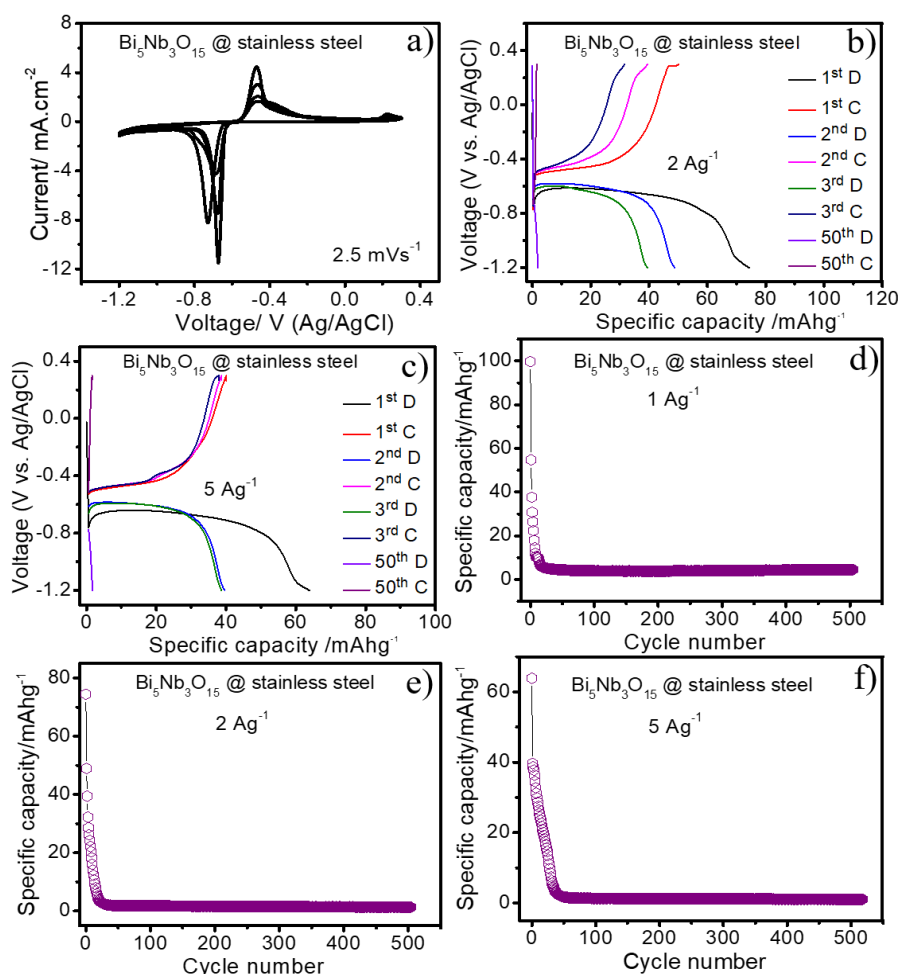 Bi₅Nb₃O₁₅ @ stainless steel
a)
8
4
0
-4
-8
-12
Current/ mA.cm⁻²
2.5 mVs⁻¹
-1.2 -0.8 -0.4 0.0 0.4
Voltage/ V (Ag/AgCl)
Bi₅Nb₃O₁₅ @ stainless steel
b)
0.4
0.0
-0.4
-0.8
-1.2
Voltage (V vs. Ag/AgCl)
2 Ag⁻¹
1ˢᵗ D
1ˢᵗ C
2ⁿᵈ D
2ⁿᵈ C
3ʳᵈ D
3ʳᵈ C
50ᵗʰ D
50ᵗʰ C
0 20 40 60 80 100 120
Specific capacity /mAhg⁻¹
Bi₅Nb₃O₁₅ @ stainless steel
c)
0.4
0.0
-0.4
-0.8
-1.2
Voltage (V vs. Ag/AgCl)
5 Ag⁻¹
1ˢᵗ D
1ˢᵗ C
2ⁿᵈ D
2ⁿᵈ C
3ʳᵈ D
3ʳᵈ C
50ᵗʰ D
50ᵗʰ C
0 20 40 60 80 100
Specific capacity /mAhg⁻¹
Bi₅Nb₃O₁₅ @ stainless steel
d)
1 Ag⁻¹
100
80
60
40
20
0
Specific capacity/mAhg⁻¹
0 100 200 300 400 500
Cycle number
Bi₅Nb₃O₁₅ @ stainless steel
e)
2 Ag⁻¹
80
60
40
20
0
Specific capacity/mAhg⁻¹
0 100 200 300 400 500
Cycle number
Bi₅Nb₃O₁₅ @ stainless steel
f)
5 Ag⁻¹
60
40
20
0
Specific capacity/mAhg⁻¹
0 100 200 300 400 500
Cycle number